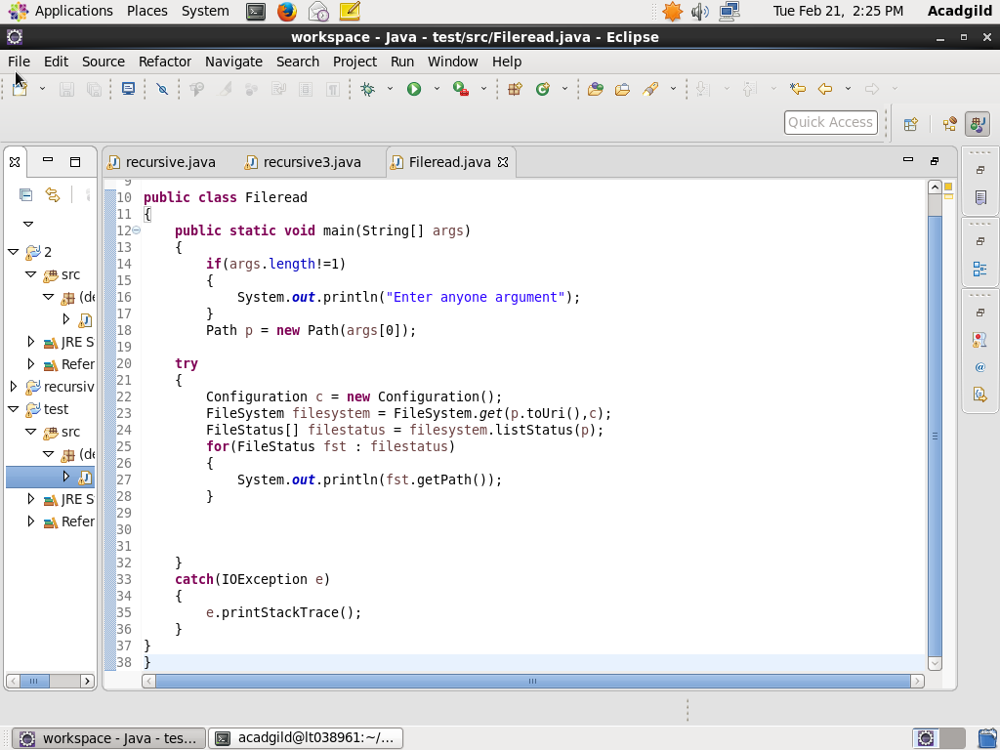 Applications Places System Tue Feb 21, 2:25 PM Acadgild
workspace - Java - test/src/Fileread.java - Eclipse
File Edit Source Refactor Navigate Search Project Run Window Help
Quick Access
recursive.java recursive3.java Fileread.java
9
10 public class Fileread
11 {
12 public static void main(String[] args)
13 {
14 if(args.length!=1)
15 {
16 System.out.println("Enter anyone argument");
17 }
18 Path p = new Path(args[0]);
19
20 try
21 {
22 Configuration c = new Configuration();
23 FileSystem filesystem = FileSystem.get(p.toUri(),c);
24 FileStatus[] filestatus = filesystem.listStatus(p);
25 for(FileStatus fst : filestatus)
26 {
27 System.out.println(fst.getPath());
28 }
29
30
31
32 }
33 catch(IOException e)
34 {
35 e.printStackTrace();
36 }
37 }
38 }
2
src
(de
JRE S
Refer
recursiv
test
src
(de
JRE S
Refer
workspace - Java - tes... acadgild@lt038961:~/...